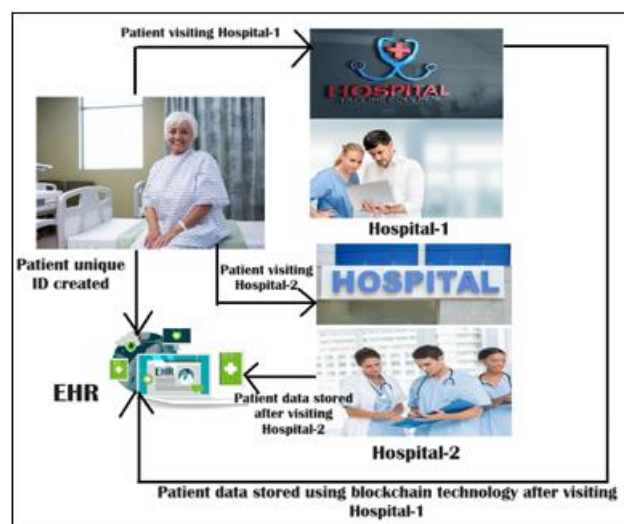 Patient visiting Hospital-1
HOSPITAL
Hospital-1
Patient unique
ID created
Patient visiting
Hospital-2
HOSPITAL
EHR
EHR
Patient data stored
after visiting
Hospital-2
Hospital-2
Patient data stored using blockchain technology after visiting
Hospital-1